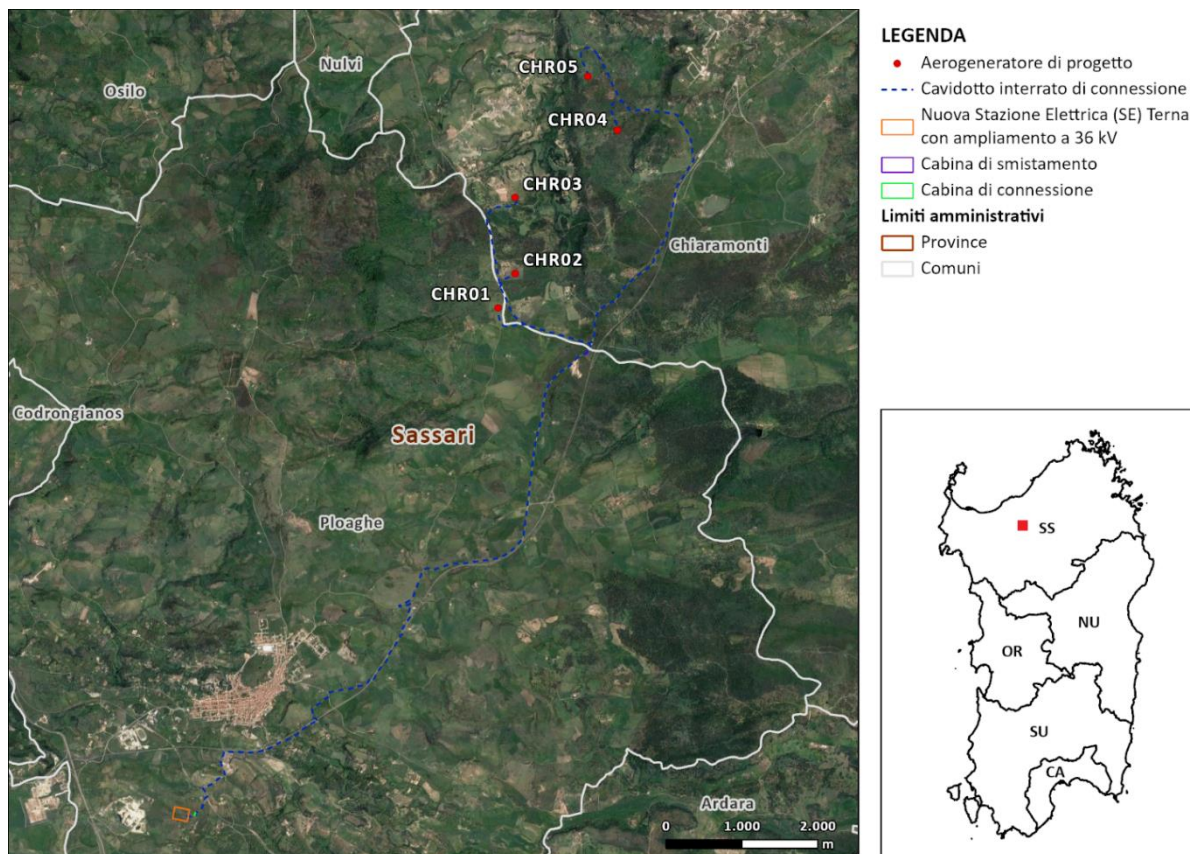 Nulvi
Osilo
CHR05
CHR04
CHR03
Chiaramonti
CHR02
CHR01
Codrongianos
Sassari
Ploaghe
Ardara
0 1.000 2.000
m
LEGENDA
Aerogeneratore di progetto
Cavidotto interrato di connessione
Nuova Stazione Elettrica (SE) Terna
con ampliamento a 36 kV
Cabina di smistamento
Cabina di connessione
Limiti amministrativi
Province
Comuni
SS
NU
OR
SU
CA